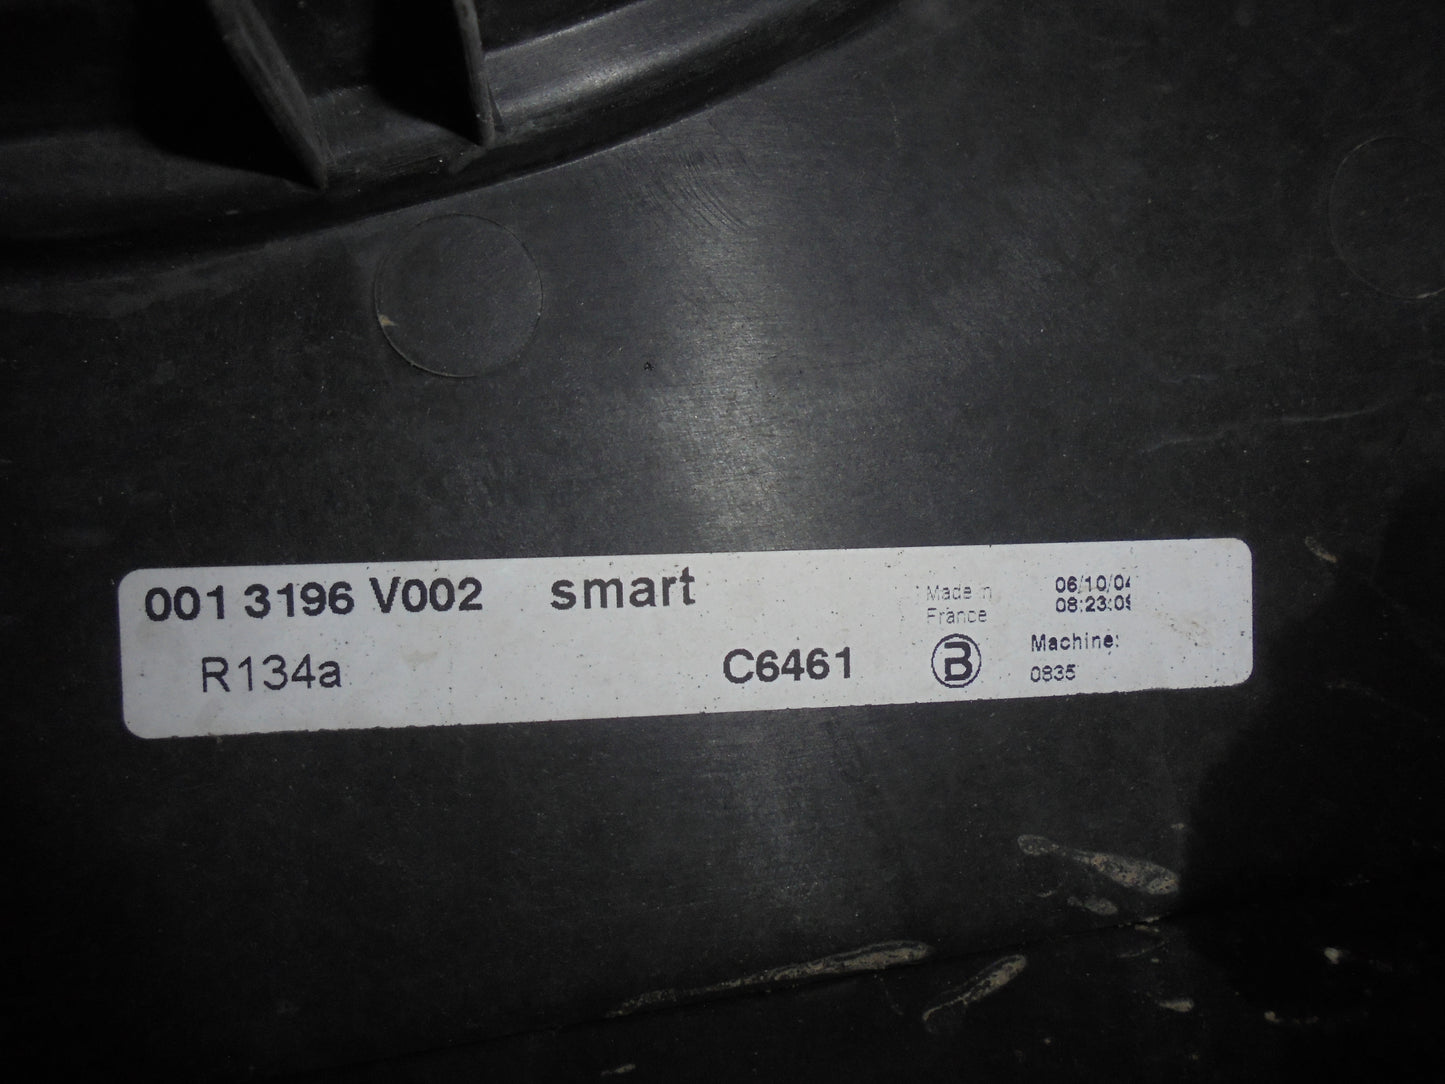 001 3196 V002 smart
R134a
C6461
Made in
France
B
06/10/04
08:23:09
Machine:
0835